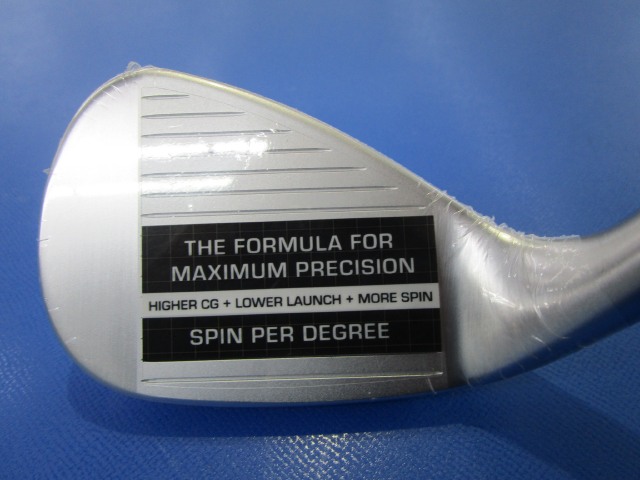 THE FORMULA FOR
MAXIMUM PRECISION
HIGHER CG + LOWER LAUNCH + MORE SPIN
SPIN PER DEGREE